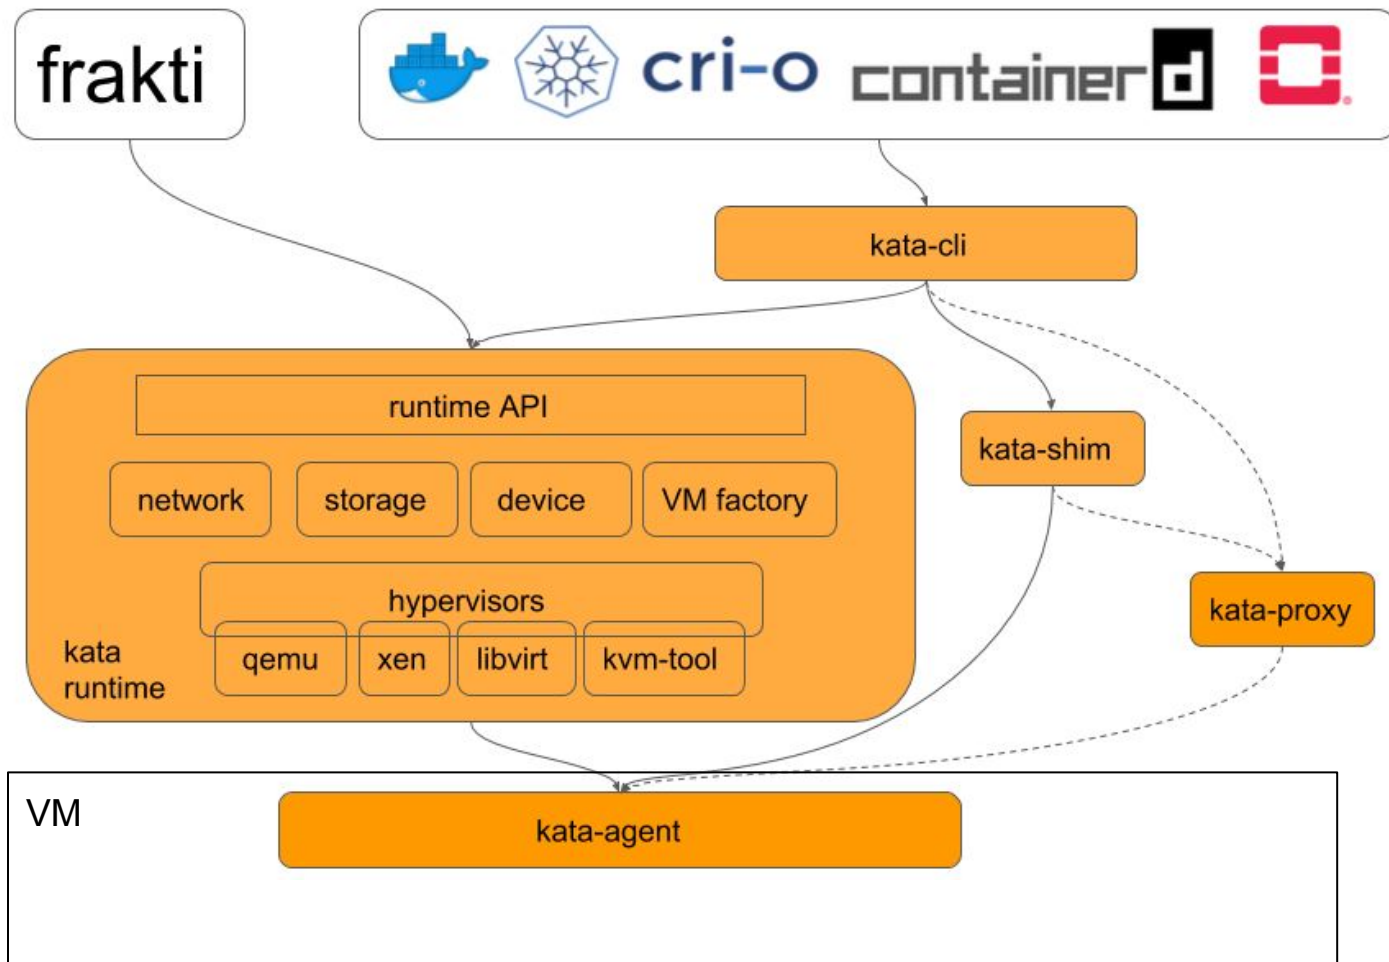 frakti
cri-o
containerd
kata-cli
runtime API
kata-shim
network
storage
device
VM factory
hypervisors
kata-proxy
qemu
xen
libvirt
kvm-tool
kata
runtime
VM
kata-agent